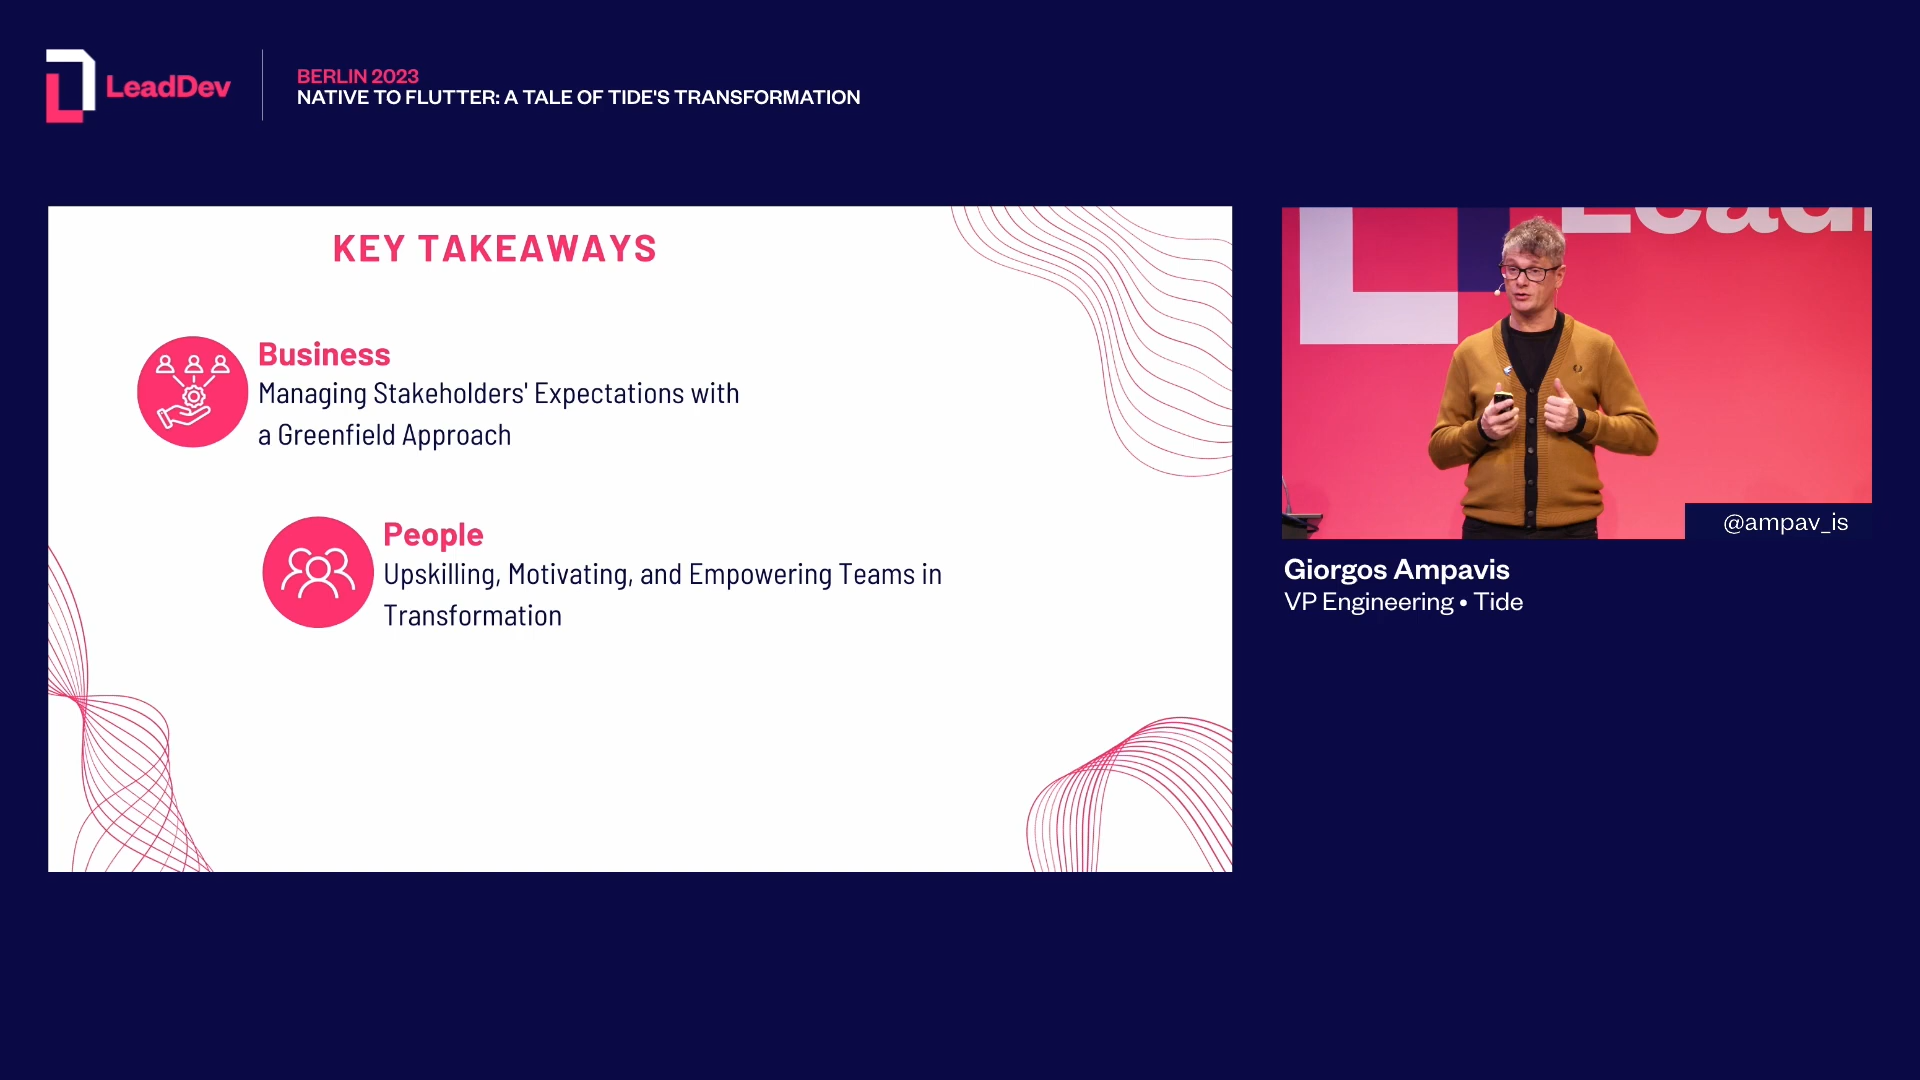 LeadDev
BERLIN 2023
NATIVE TO FLUTTER: A TALE OF TIDE'S TRANSFORMATION
KEY TAKEAWAYS
Business
Managing Stakeholders' Expectations with
a Greenfield Approach
People
Upskilling, Motivating, and Empowering Teams in
Transformation
@ampav_is
Giorgos Ampavis
VP Engineering • Tide